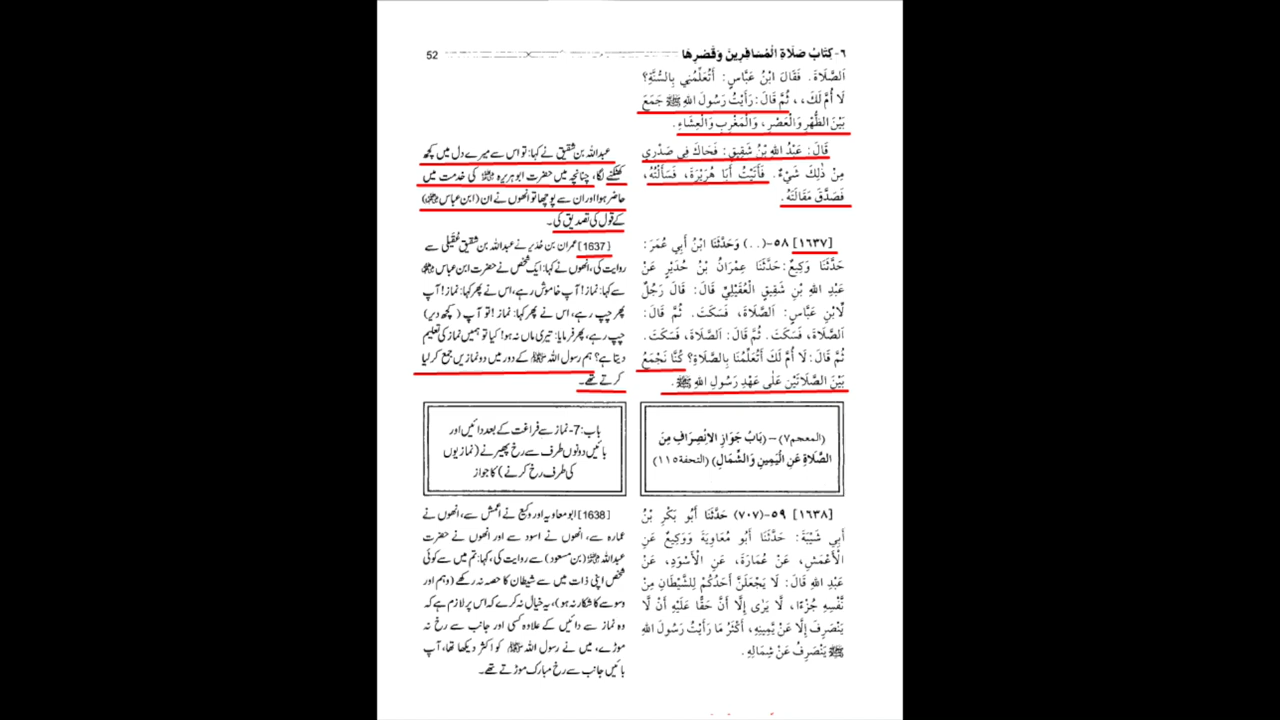 ٦- كِتَابُ صَلَاةِ الْمُسَافِرِينَ وَقَصْرِهَا
52
اَلصَّلَاةَ. فَقَالَ ابْنُ عَبَّاسٍ: أَتُعَلِّمُنِي بِالسُّنَّةِ؟
لَا أُمَّ لَكَ،، ثُمَّ قَالَ: رَأَيْتُ رَسُولَ اللهِ ﷺ جَمَعَ
بَيْنَ الظُّهْرِ وَالْعَصْرِ، وَالْمَغْرِبِ وَالْعِشَاءِ.
قَالَ: عَبْدُ اللهِ بْنُ شَقِيقٍ: فَحَاكَ فِي صَدْرِي
مِنْ ذٰلِكَ شَيْءٌ. فَأَتَيْتُ أَبَا هُرَيْرَةَ، فَسَأَلْتُهُ،
فَصَدَّقَ مَقَالَتَهُ.
عبداللہ بن شقیق نے کہا: تو اس سے میرے دل میں کچھ
کھٹکنے لگا، چنانچہ میں حضرت ابوہریرہ ﷜ کی خدمت میں
حاضر ہوا اور ان سے پوچھا تو انھوں نے ان (ابن عباس ﷠)
کے قول کی تصدیق کی۔
[١٦٣٧] ٥٨-(..) وَحَدَّثَنَا ابْنُ أَبِي عُمَرَ:
حَدَّثَنَا وَكِيعٌ: حَدَّثَنَا عِمْرَانُ بْنُ حُدَيْرٍ عَنْ
عَبْدِ اللهِ بْنِ شَقِيقٍ الْعُقَيْلِيِّ قَالَ: قَالَ رَجُلٌ
لِّابْنِ عَبَّاسٍ: اَلصَّلَاةَ، فَسَكَتَ. ثُمَّ قَالَ:
اَلصَّلَاةَ، فَسَكَتَ. ثُمَّ قَالَ: اَلصَّلَاةَ، فَسَكَتَ.
ثُمَّ قَالَ: لَا أُمَّ لَكَ أَتُعَلِّمُنَا بِالصَّلَاةِ؟ كُنَّا نَجْمَعُ
بَيْنَ الصَّلَاتَيْنِ عَلٰى عَهْدِ رَسُولِ اللهِ ﷺ.
[1637] عمران بن حُدَیر نے عبداللہ بن شقیق عُقَیلی سے
روایت کی، انھوں نے کہا: ایک شخص نے حضرت ابن عباس ﷠
سے کہا: نماز! آپ خاموش رہے، اس نے پھر کہا: نماز! آپ
پھر چپ رہے، اس نے پھر کہا: نماز! تو آپ (کچھ دیر)
چپ رہے، پھر فرمایا: تیری ماں نہ ہو! کیا تو ہمیں نماز کی تعلیم
دیتا ہے؟ ہم رسول اللہ ﷺ کے دور میں دو نمازیں جمع کر لیا
کرتے تھے۔
(المعجم٧) – (بَابُ جَوَازِ الِانْصِرَافِ مِنَ
الصَّلَاةِ عَنِ الْيَمِينِ وَالشِّمَالِ) (التحفة١١٥)
باب: 7- نماز سے فراغت کے بعد دائیں اور
بائیں دونوں طرف سے رخ پھیرنے (نمازیوں
کی طرف رخ کرنے) کا جواز
[١٦٣٨] ٥٩-(٧٠٧) حَدَّثَنَا أَبُو بَكْرِ بْنُ
أَبِي شَيْبَةَ: حَدَّثَنَا أَبُو مُعَاوِيَةَ وَوَكِيعٌ عَنِ
الْأَعْمَشِ، عَنْ عُمَارَةَ، عَنِ الْأَسْوَدِ، عَنْ
عَبْدِ اللهِ قَالَ: لَا يَجْعَلَنَّ أَحَدُكُمْ لِلشَّيْطَانِ مِنْ
نَّفْسِهِ جُزْءًا، لَا يَرٰى إِلَّا أَنَّ حَقًّا عَلَيْهِ أَنْ لَّا
يَنْصَرِفَ إِلَّا عَنْ يَّمِينِهِ، أَكْثَرُ مَا رَأَيْتُ رَسُولَ اللهِ
ﷺ يَنْصَرِفُ عَنْ شِمَالِهِ.
[1638] ابو معاویہ اور وکیع نے اعمش سے، انھوں نے
عمارہ سے، انھوں نے اسود سے اور انھوں نے حضرت
عبداللہ (بن مسعود) ﷜ سے روایت کی، کہا: تم میں سے کوئی
شخص اپنی ذات میں سے شیطان کا حصہ نہ رکھے (وہم اور
وسوسے کا شکار نہ ہو)، یہ خیال نہ کرے کہ اس پر لازم ہے کہ
وہ نماز سے دائیں کے علاوہ کسی اور جانب سے رخ نہ
موڑے، میں نے رسول اللہ ﷺ کو اکثر دیکھا تھا، آپ
بائیں جانب سے رخ مبارک موڑتے تھے۔